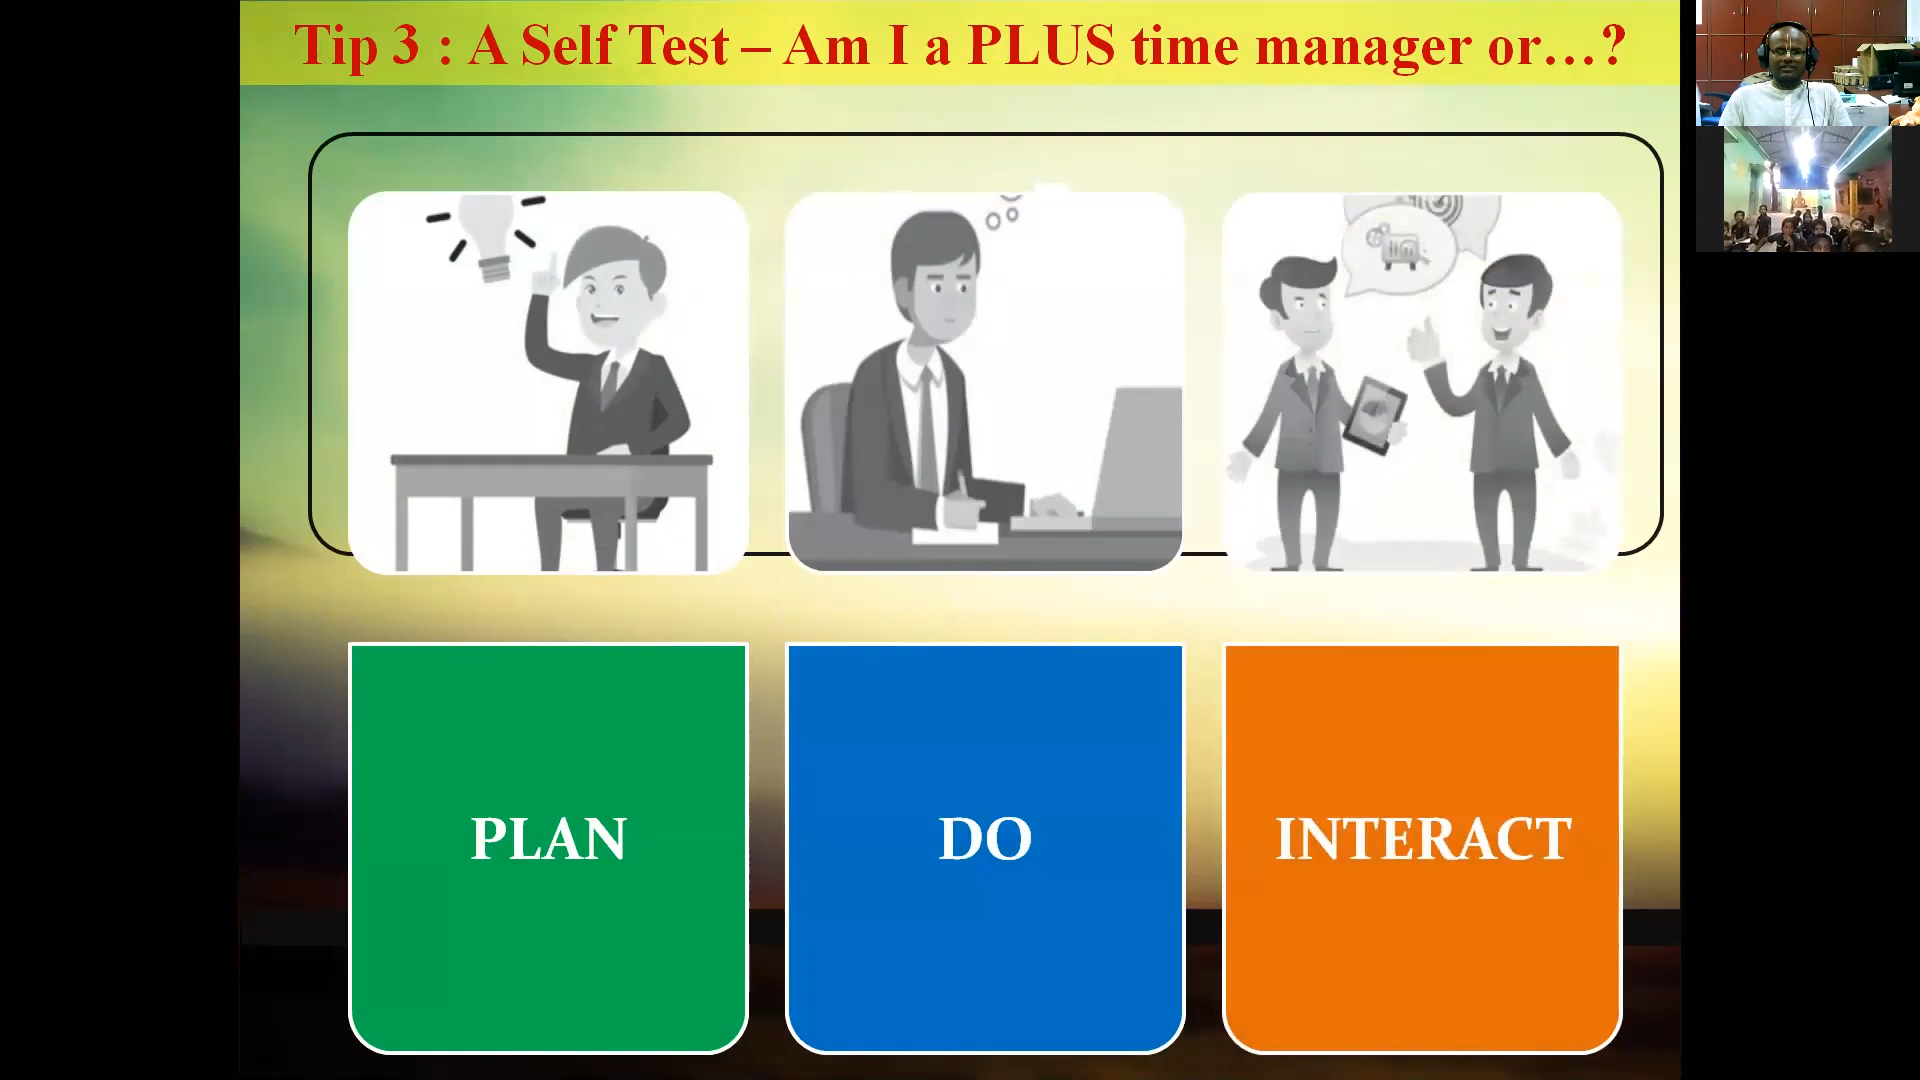 Tip 3 : A Self Test – Am I a PLUS time manager or…?
PLAN
DO
INTERACT